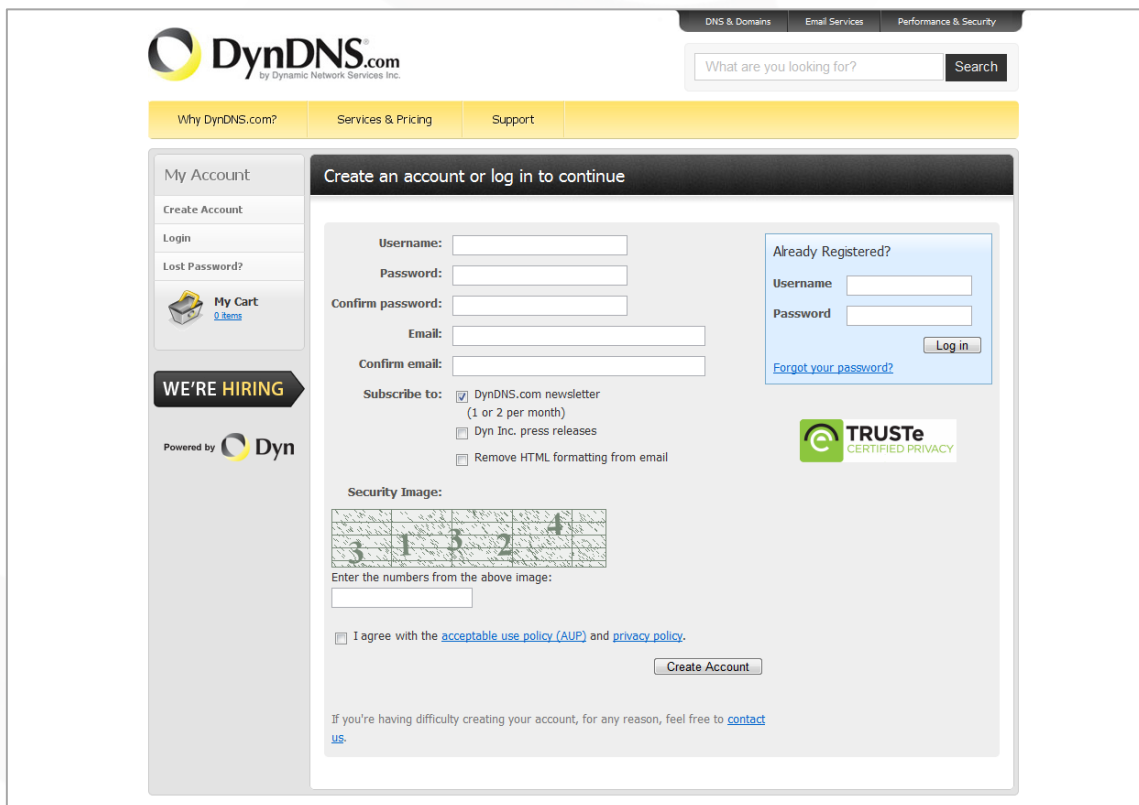 DNS & Domains
Email Services
Performance & Security
DynDNS.com
by Dynamic Network Services Inc.
What are you looking for?
Search
Why DynDNS.com?
Services & Pricing
Support
My Account
Create Account
Login
Lost Password?
My Cart
0 items
WE'RE HIRING
Powered by Dyn
Create an account or log in to continue
Username:
Password:
Confirm password:
Email:
Confirm email:
Subscribe to:
DynDNS.com newsletter
(1 or 2 per month)
Dyn Inc. press releases
Remove HTML formatting from email
Security Image:
3 1 3 2 4
Enter the numbers from the above image:
I agree with the acceptable use policy (AUP) and privacy policy.
Create Account
If you're having difficulty creating your account, for any reason, feel free to contact
us.
Already Registered?
Username
Password
Log in
Forgot your password?
TRUSTe
CERTIFIED PRIVACY